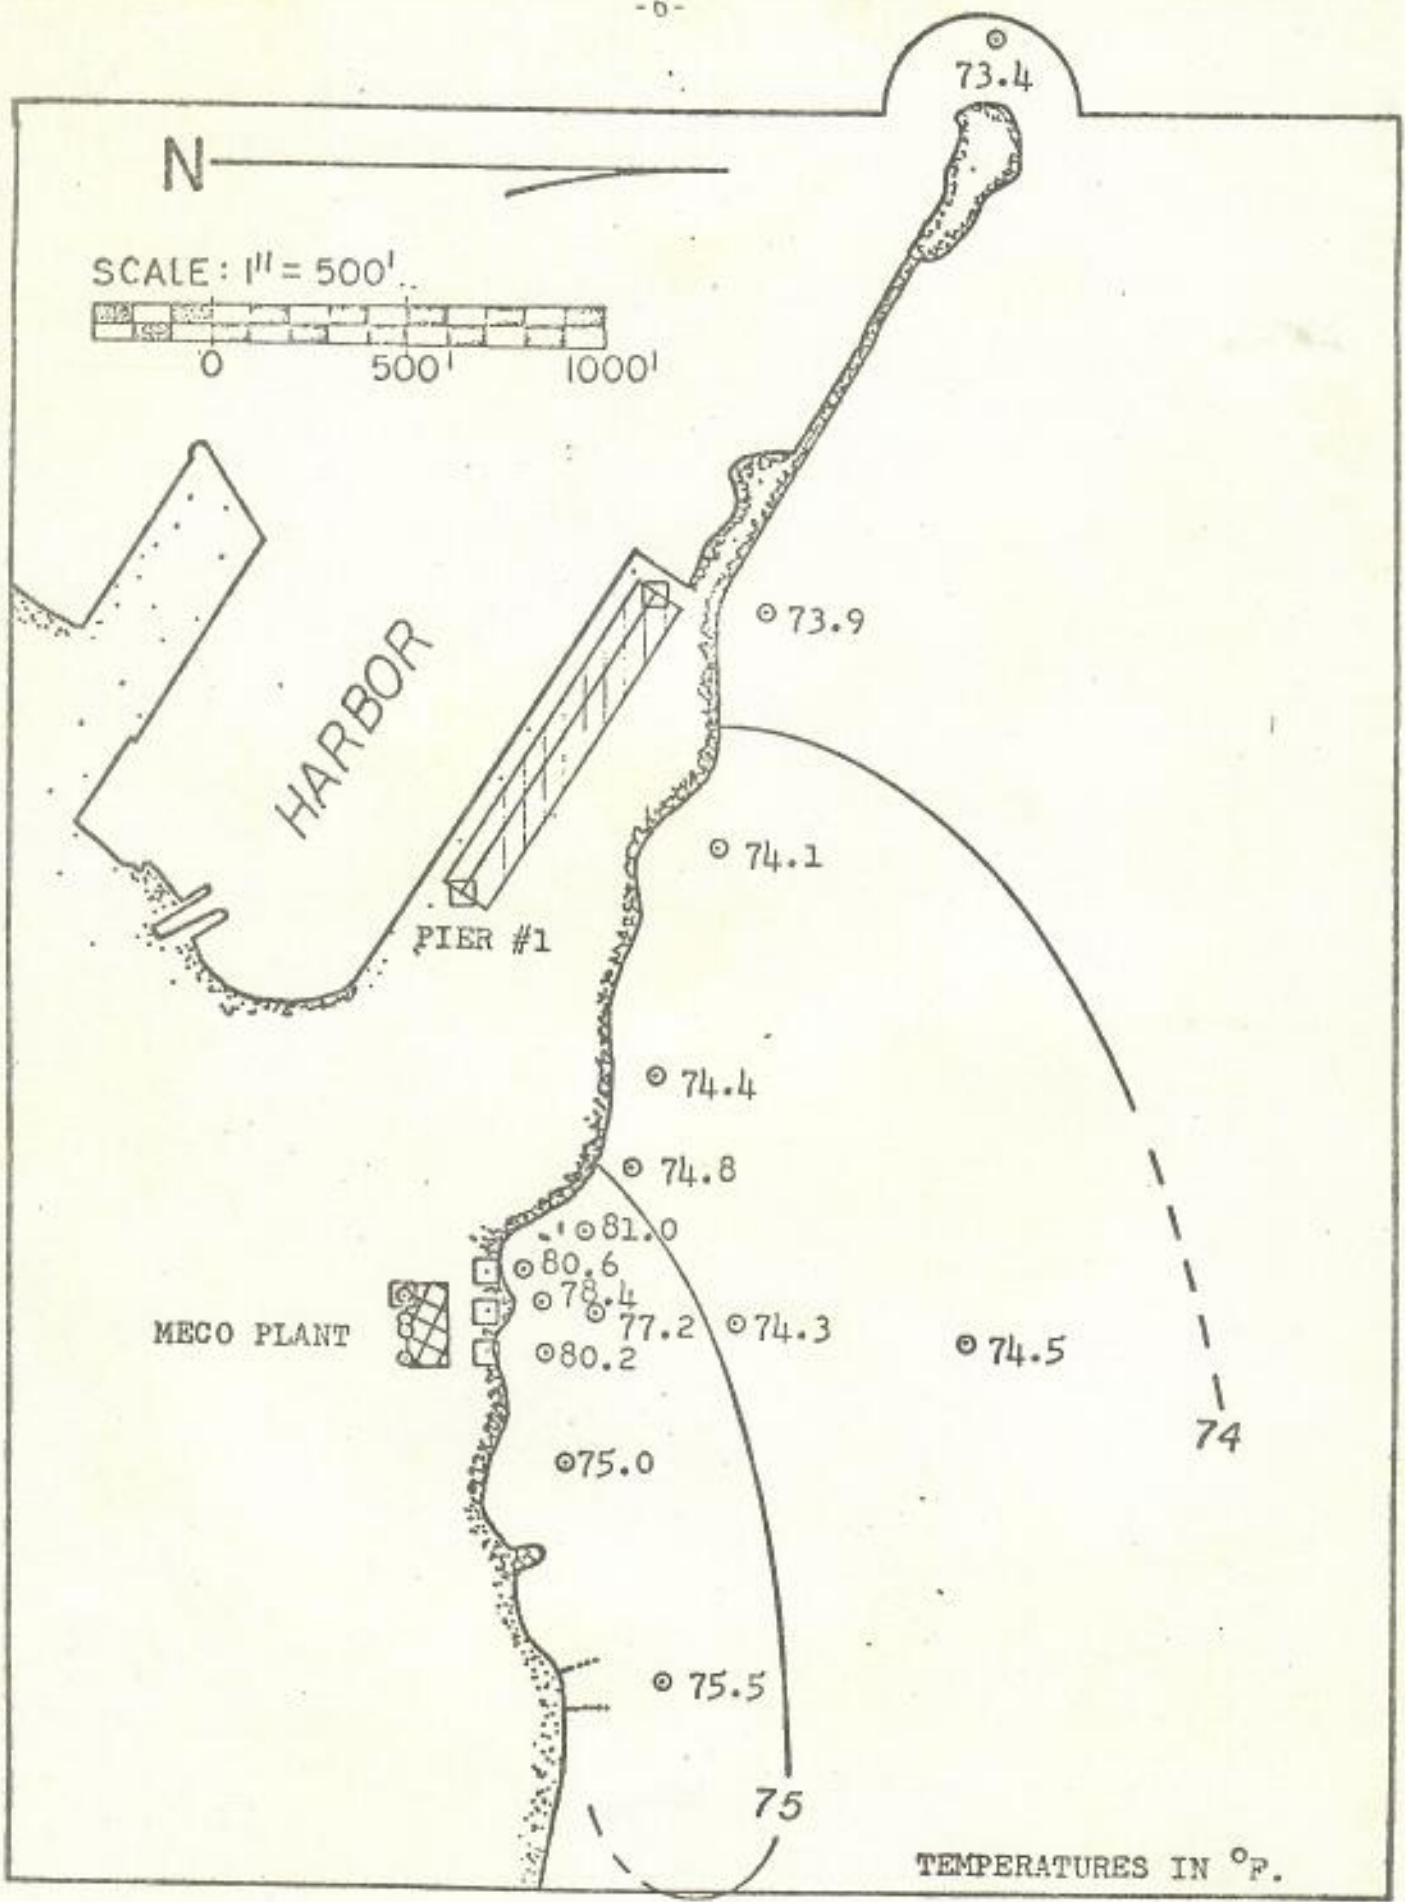 -6-
73.4
N
SCALE: 1" = 500'
0 500' 1000'
HARBOR
73.9
74.1
PIER #1
74.4
74.8
81.0
80.6
78.4
77.2
74.3
74.5
MECO PLANT
80.2
74
75.0
75.5
75
TEMPERATURES IN °F.